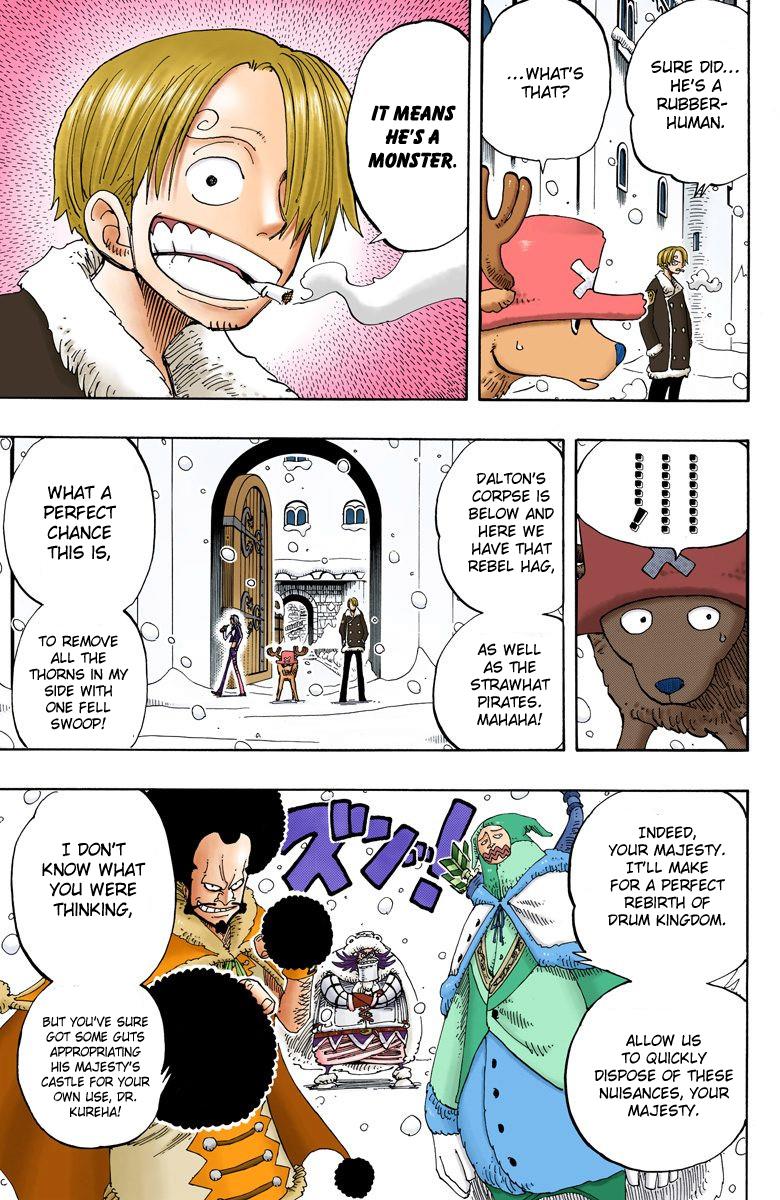 SURE DID...
HE'S A
RUBBER-
HUMAN.
...WHAT'S
THAT?
IT MEANS
HE'S A
MONSTER.
!!!
DALTON'S
CORPSE IS
BELOW AND
HERE WE
HAVE THAT
REBEL HAG,
AS WELL
AS THE
STRAWHAT
PIRATES.
MAHAHA!
WHAT A
PERFECT
CHANCE
THIS IS,
TO REMOVE
ALL THE
THORNS IN MY
SIDE WITH
ONE FELL
SWOOP!
INDEED,
YOUR MAJESTY.
IT'LL MAKE
FOR A PERFECT
REBIRTH OF
DRUM KINGDOM.
ALLOW US
TO QUICKLY
DISPOSE OF THESE
NUISANCES, YOUR
MAJESTY.
ズンッ!
I DON'T
KNOW WHAT
YOU WERE
THINKING,
BUT YOU'VE SURE
GOT SOME GUTS
APPROPRIATING
HIS MAJESTY'S
CASTLE FOR YOUR
OWN USE, DR.
KUREHA!